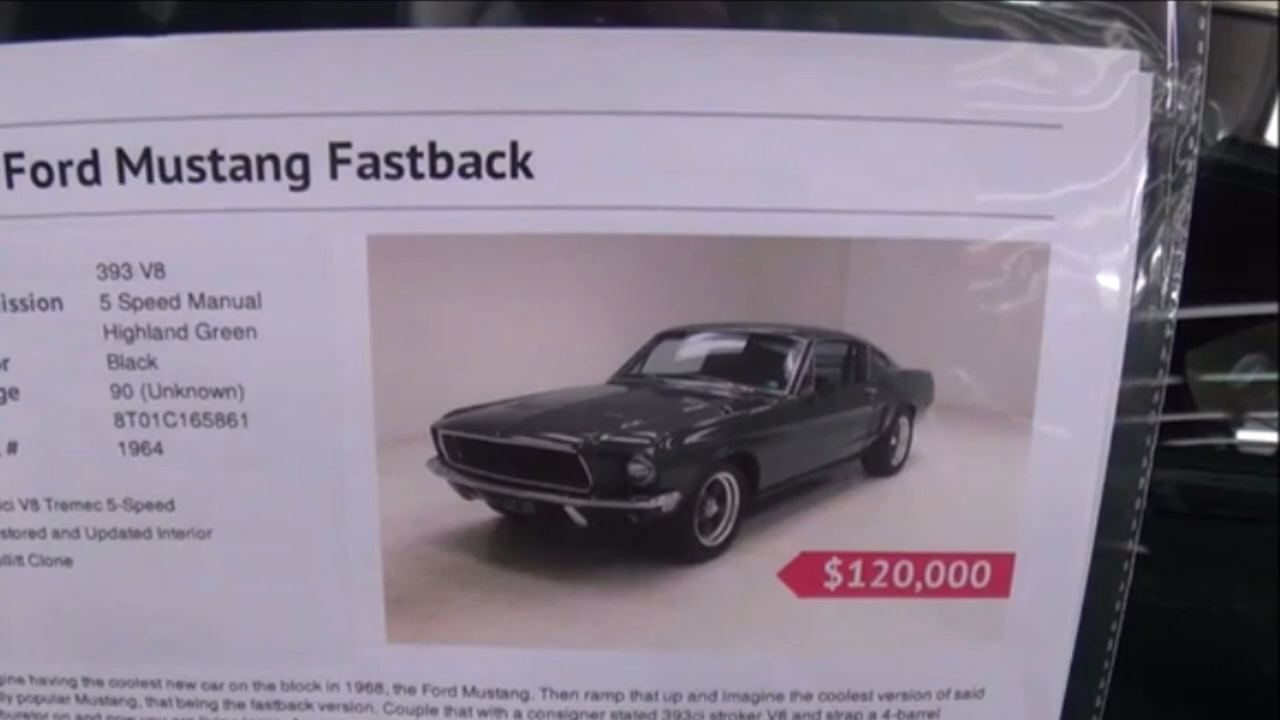 Ford Mustang Fastback
393 V8
ission 5 Speed Manual
Highland Green
r Black
ge 90 (Unknown)
8T01C165861
# 1964
ci V8 Tremec 5-Speed
stored and Updated Interior
llitt Clone
$120,000
gine having the coolest new car on the block in 1968, the Ford Mustang. Then ramp that up and imagine the coolest version of said
ly popular Mustang, that being the fastback version. Couple that with a consigner stated 393ci stroker V8 and strap a 4-barrel